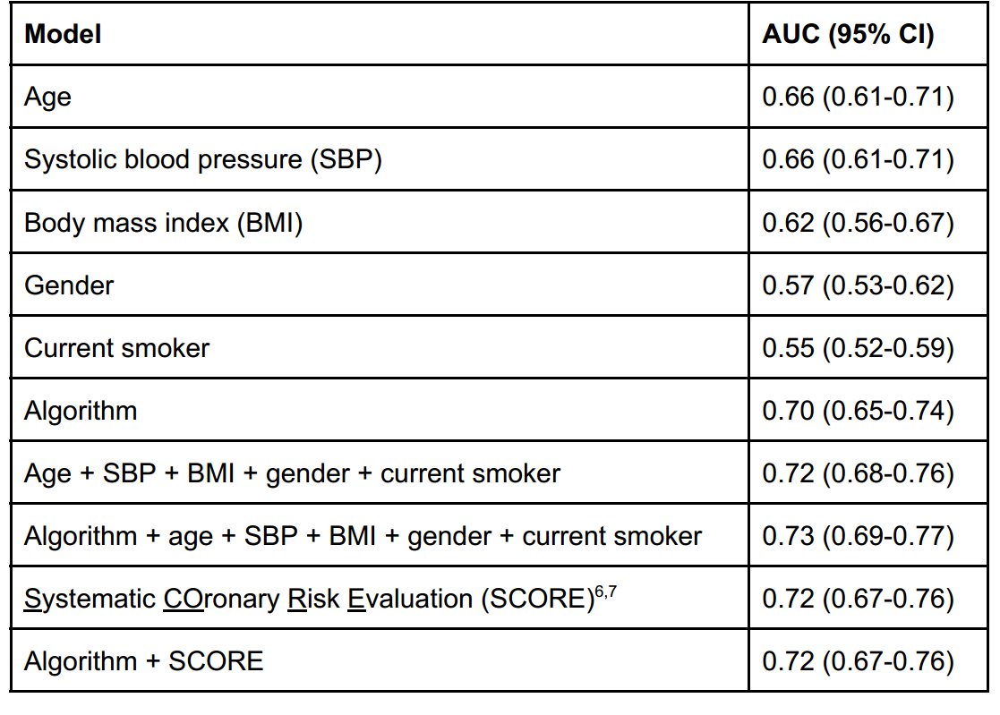 Model AUC (95% CI)
Age 0.66 (0.61-0.71)
Systolic blood pressure (SBP) 0.66 (0.61-0.71)
Body mass index (BMI) 0.62 (0.56-0.67)
Gender 0.57 (0.53-0.62)
Current smoker 0.55 (0.52-0.59)
Algorithm 0.70 (0.65-0.74)
Age + SBP + BMI + gender + current smoker 0.72 (0.68-0.76)
Algorithm + age + SBP + BMI + gender + current smoker 0.73 (0.69-0.77)
Systematic COronary Risk Evaluation (SCORE)6,7 0.72 (0.67-0.76)
Algorithm + SCORE 0.72 (0.67-0.76)